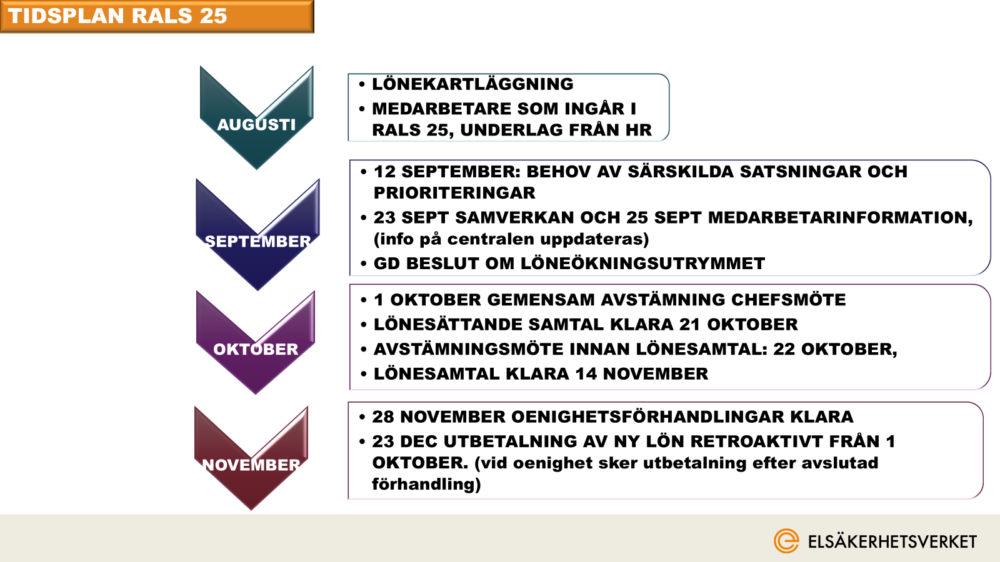 TIDSPLAN RALS 25
AUGUSTI
• LÖNEKARTLÄGGNING
• MEDARBETARE SOM INGÅR I
RALS 25, UNDERLAG FRÅN HR
SEPTEMBER
• 12 SEPTEMBER: BEHOV AV SÄRSKILDA SATSNINGAR OCH
PRIORITERINGAR
• 23 SEPT SAMVERKAN OCH 25 SEPT MEDARBETARINFORMATION,
(info på centralen uppdateras)
• GD BESLUT OM LÖNEÖKNINGSUTRYMMET
OKTOBER
• 1 OKTOBER GEMENSAM AVSTÄMNING CHEFSMÖTE
• LÖNESÄTTANDE SAMTAL KLARA 21 OKTOBER
• AVSTÄMNINGSMÖTE INNAN LÖNESAMTAL: 22 OKTOBER,
• LÖNESAMTAL KLARA 14 NOVEMBER
NOVEMBER
• 28 NOVEMBER OENIGHETSFÖRHANDLINGAR KLARA
• 23 DEC UTBETALNING AV NY LÖN RETROAKTIVT FRÅN 1
OKTOBER. (vid oenighet sker utbetalning efter avslutad
förhandling)
ELSÄKERHETSVERKET